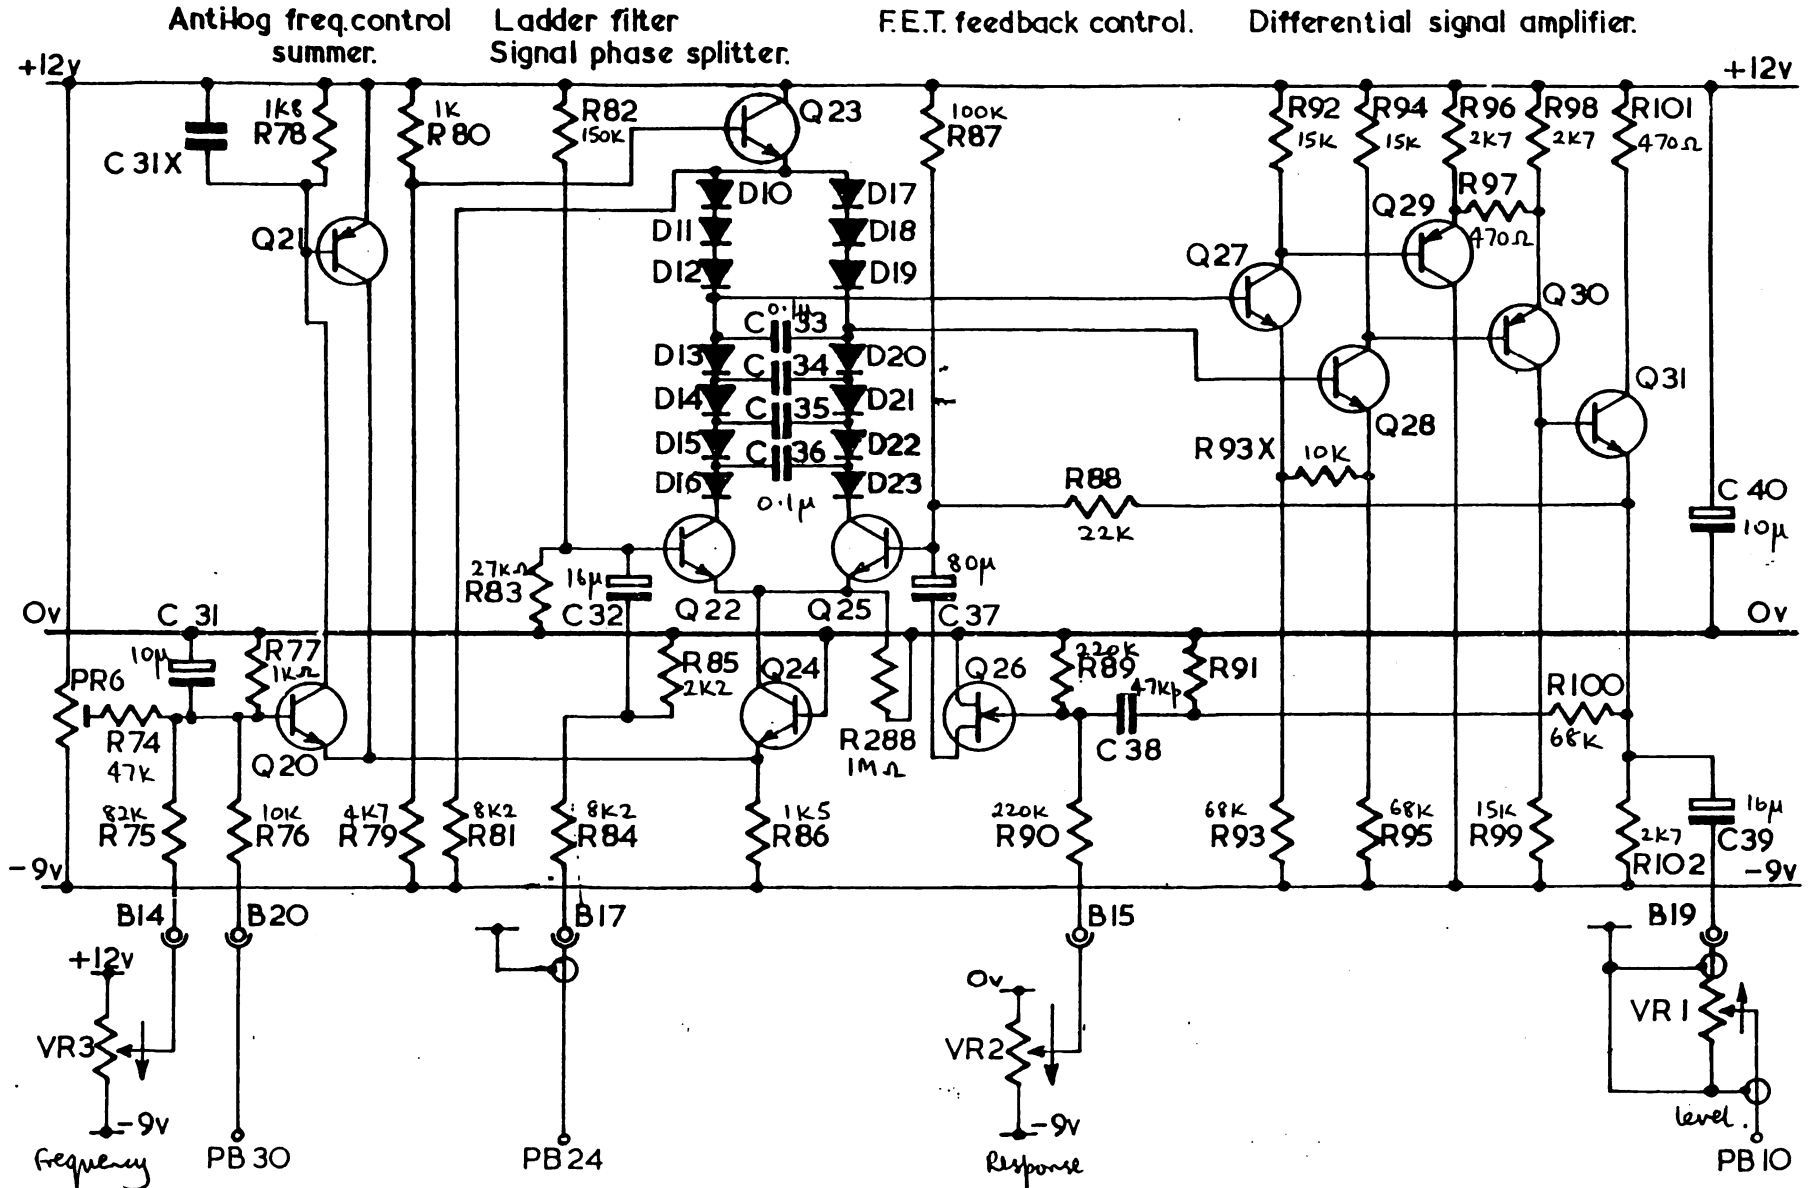 Antilog freq.control
summer.
Ladder filter
Signal phase splitter.
F.E.T. feedback control.
Differential signal amplifier.
+12v
+12v
1K8
R78
C31X
1K
R80
R82
150K
Q23
100K
R87
R92
15K
R94
15K
R96
2K7
R98
2K7
R101
470Ω
D10
D17
R97
470Ω
Q29
Q21
D11
D18
Q27
D12
D19
Q30
0.1μ
C 33
D13
D20
C 34
D14
D21
Q31
C 35
Q28
D15
D22
C 36
R93X
10K
D16
D23
0.1μ
R88
22K
C40
10μ
27KΩ
R83
16μ
C32
Q22
Q25
80μ
C37
0v
C31
0v
10μ
R77
1KΩ
R85
2K2
Q24
Q26
220K
R89
R91
PR6
47Kp
R100
68K
R74
47K
Q20
R288
1MΩ
C38
82K
R75
10K
R76
4K7
R79
8K2
R81
8K2
R84
1K5
R86
220K
R90
68K
R93
68K
R95
15K
R99
2K7
R102
16μ
C39
-9v
-9v
B14
B20
B17
B15
B19
+12v
0v
VR3
VR2
VR1
-9v
-9v
level.
Frequency
PB30
PB24
Response
PB10